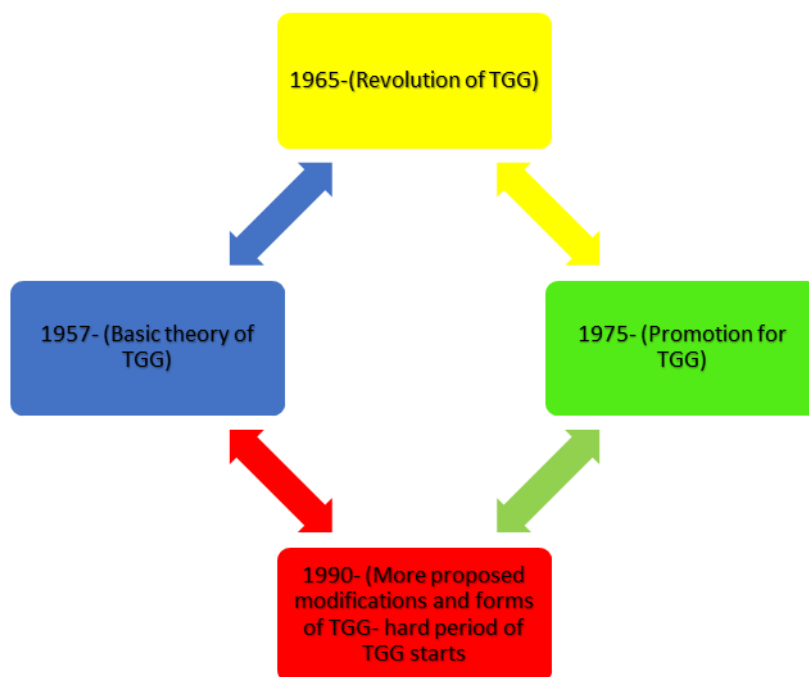 1965-(Revolution of TGG)
1957- (Basic theory of
TGG)
1975- (Promotion for
TGG)
1990- (More proposed
modifications and forms
of TGG- hard period of
TGG starts